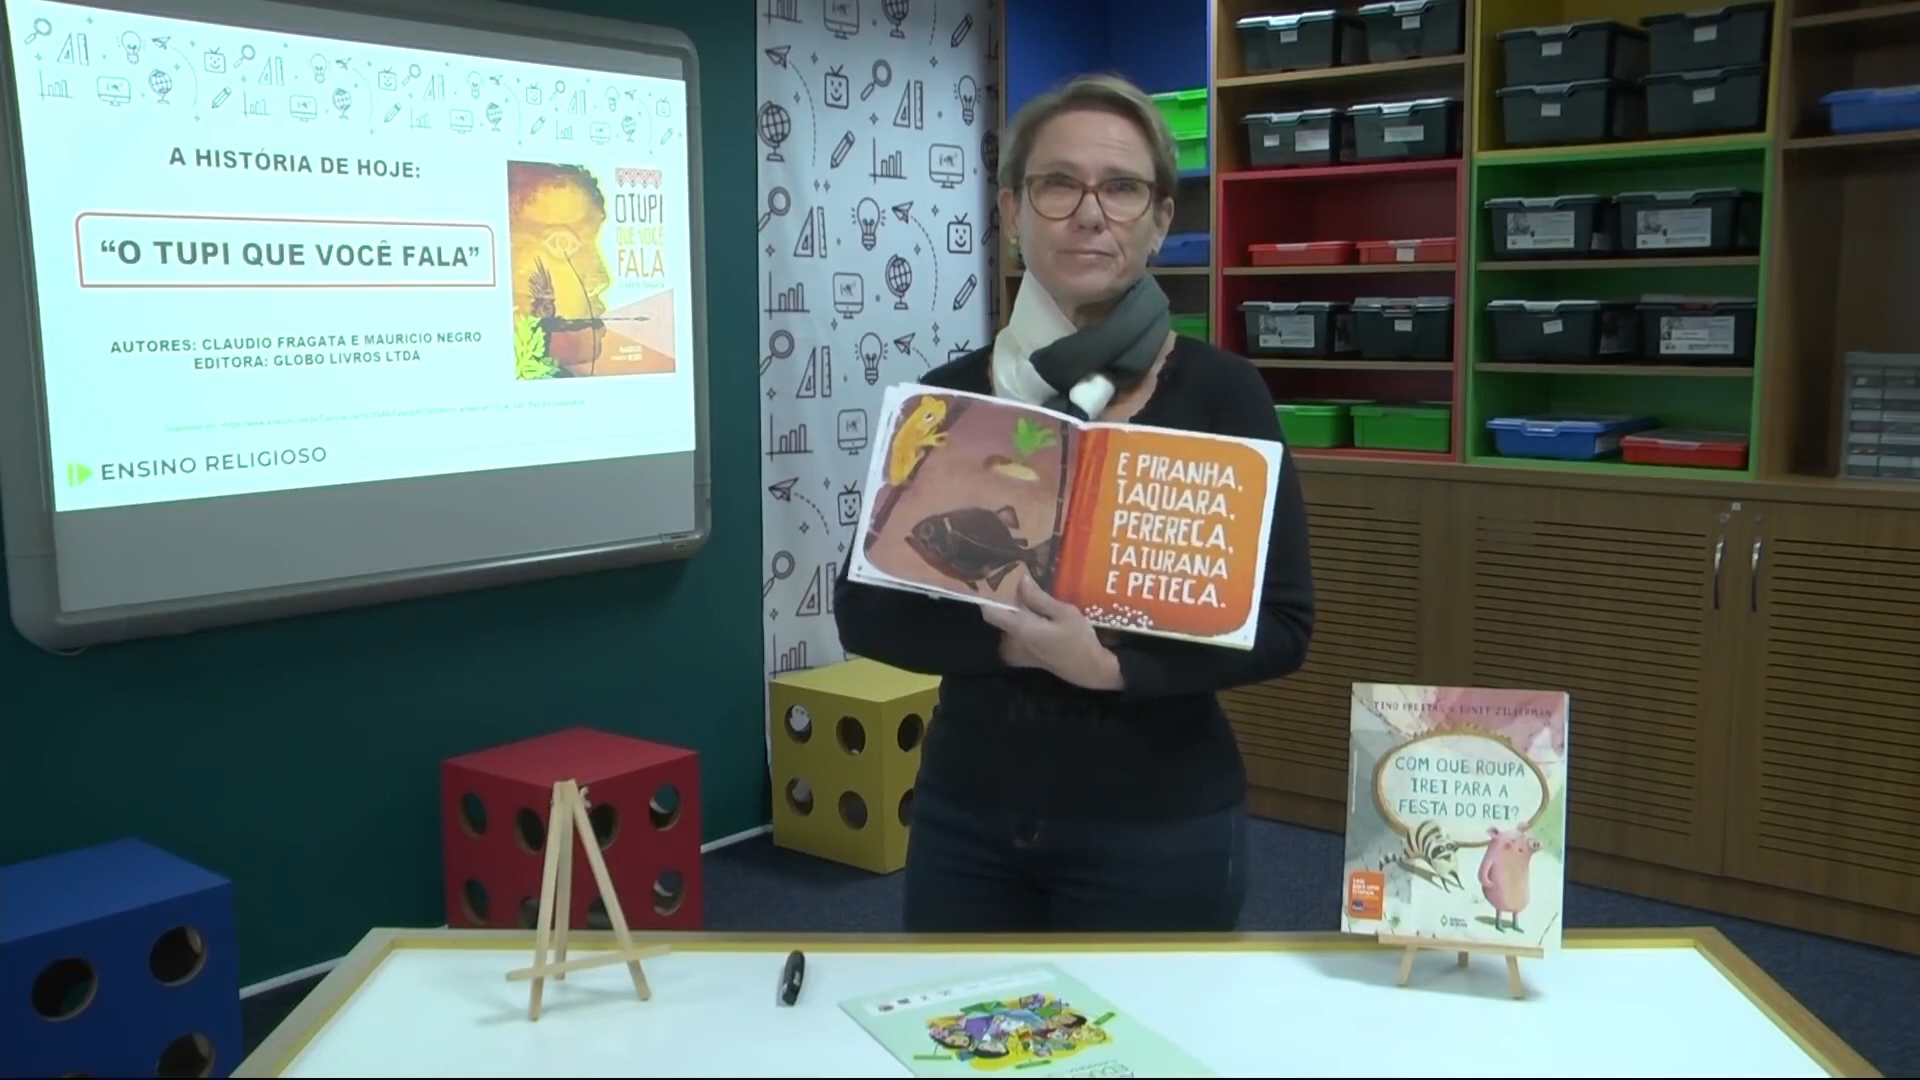 A HISTÓRIA DE HOJE:
“O TUPI QUE VOCÊ FALA”
AUTORES: CLAUDIO FRAGATA E MAURICIO NEGRO
EDITORA: GLOBO LIVROS LTDA
ENSINO RELIGIOSO
O TUPI
QUE VOCÊ
FALA
E PIRANHA,
TAQUARA,
PERERECA,
TATURANA
E PETECA.
TINO FREITAS
COM QUE ROUPA
IREI PARA A
FESTA DO REI?